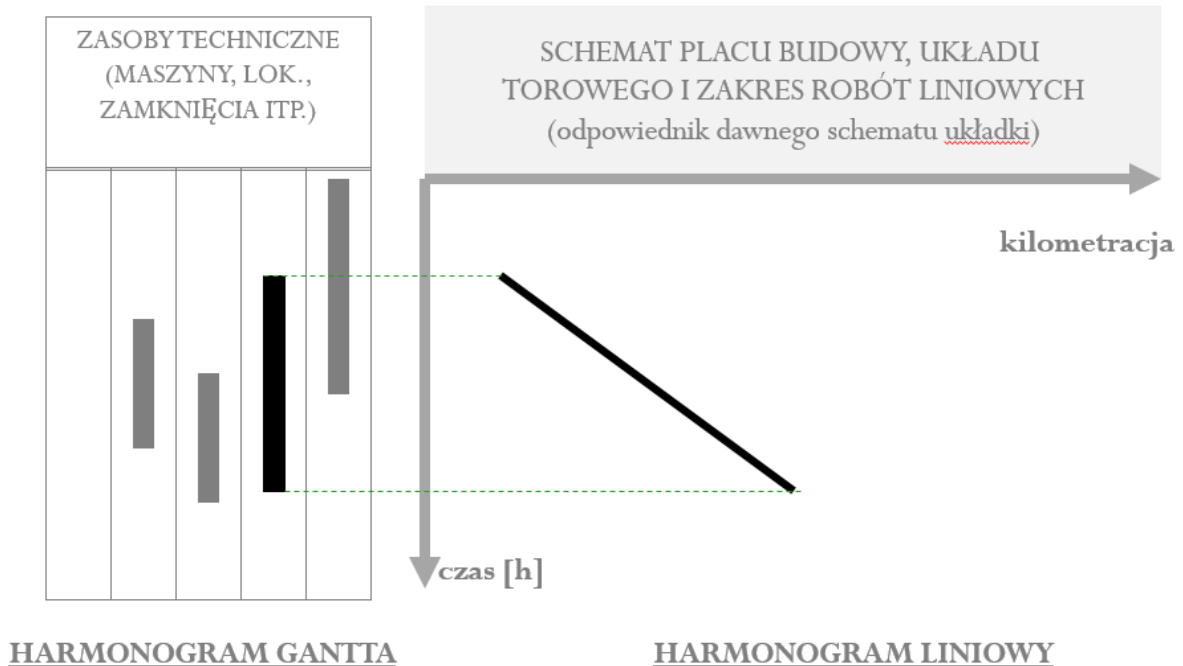 ZASOBY TECHNICZNE
(MASZYNY, LOK.,
ZAMKNIĘCIA ITP.)
SCHEMAT PLACU BUDOWY, UKŁADU
TOROWEGO I ZAKRES ROBÓT LINIOWYCH
(odpowiednik dawnego schematu układki)
kilometracja
czas [h]
HARMONOGRAM GANTTA
HARMONOGRAM LINIOWY